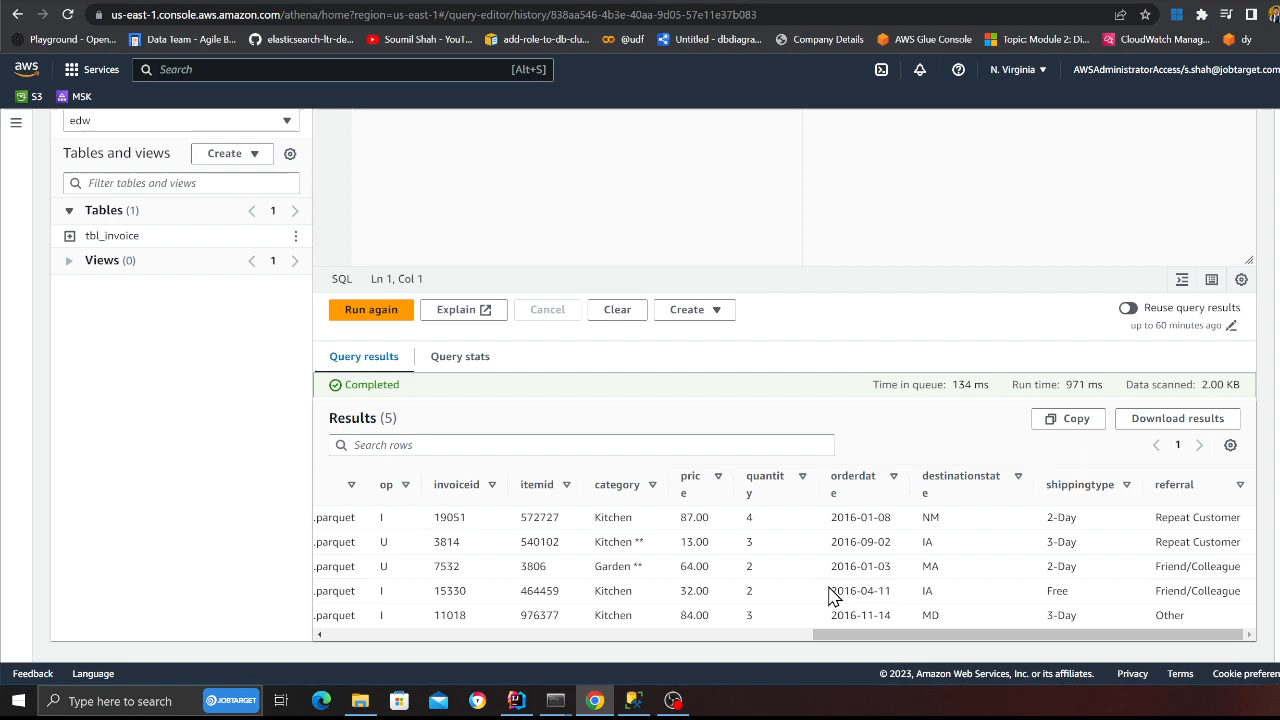 us-east-1.console.aws.amazon.com/athena/home?region=us-east-1#/query-editor/history/838aa546-4b3e-40aa-9d05-57e11e37b083
Playground - Open... Data Team - Agile B... elasticsearch-ltr-de... Soumil Shah - YouT... add-role-to-db-clu... @udf Untitled - dbdiagra... Company Details AWS Glue Console Topic Module 2: Di... CloudWatch Manag... dy
aws Services Search [Alt+S] N. Virginia AWSAdministratorAccess/s.shah@jobtarget.com
S3 MSK
edw
Tables and views Create
Filter tables and views
Tables (1) 1
tbl_invoice
Views (0) 1
SQL Ln 1, Col 1
Run again Explain Cancel Clear Create Reuse query results
up to 60 minutes ago
Query results Query stats
Completed Time in queue: 134 ms Run time: 971 ms Data scanned: 2.00 KB
Results (5) Copy Download results
Search rows 1
op invoiceid itemid category price quantity orderdate destinationstate shippingtype referral
.parquet I 19051 572727 Kitchen 87.00 4 2016-01-08 NM 2-Day Repeat Customer
.parquet U 3814 540102 Kitchen ** 13.00 3 2016-09-02 IA 3-Day Repeat Customer
.parquet U 7532 3806 Garden ** 64.00 2 2016-01-03 MA 2-Day Friend/Colleague
.parquet I 15330 464459 Kitchen 32.00 2 2016-04-11 IA Free Friend/Colleague
.parquet I 11018 976377 Kitchen 84.00 3 2016-11-14 MD 3-Day Other
Feedback Language © 2023, Amazon Web Services, Inc. or its affiliates. Privacy Terms Cookie preferen
Type here to search JOBTARGET